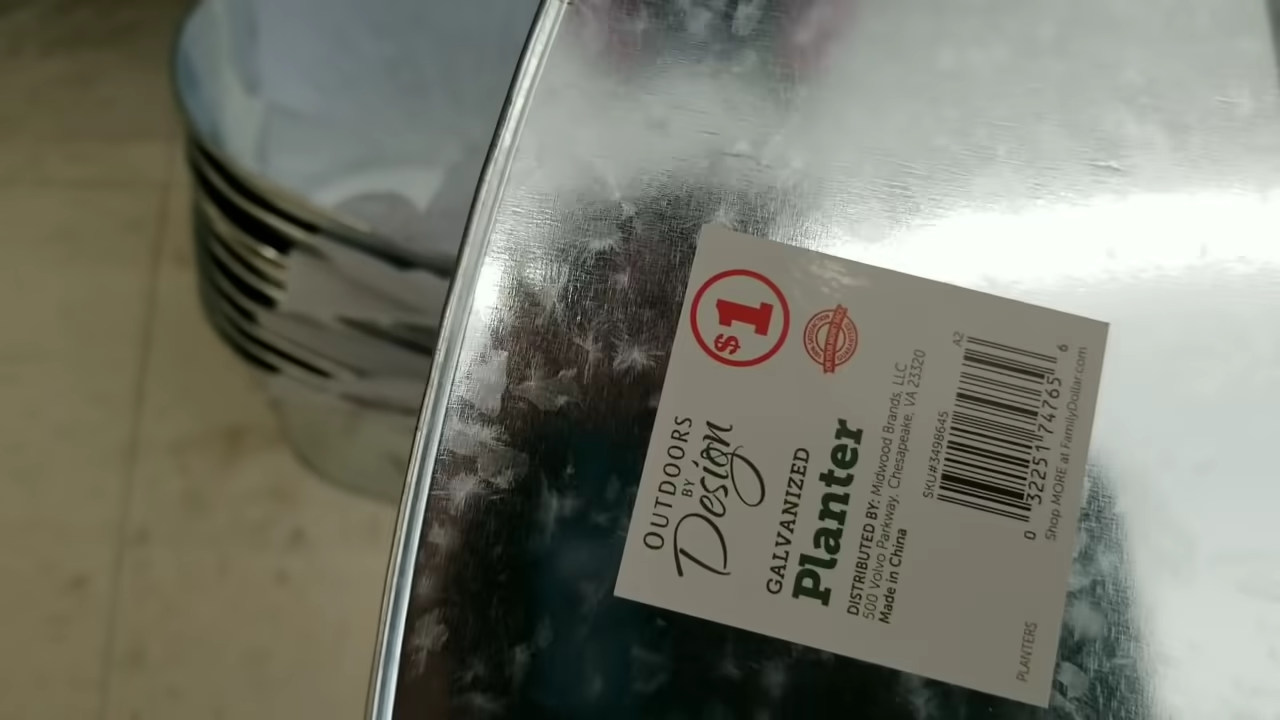 $1
OUTDOORS
BY
Design
GALVANIZED
Planter
DISTRIBUTED BY: Midwood Brands, LLC
500 Volvo Parkway, Chesapeake, VA 23320
Made in China
SKU#3498645
A2
0 32251 74765 6
Shop MORE at FamilyDollar.com
PLANTERS